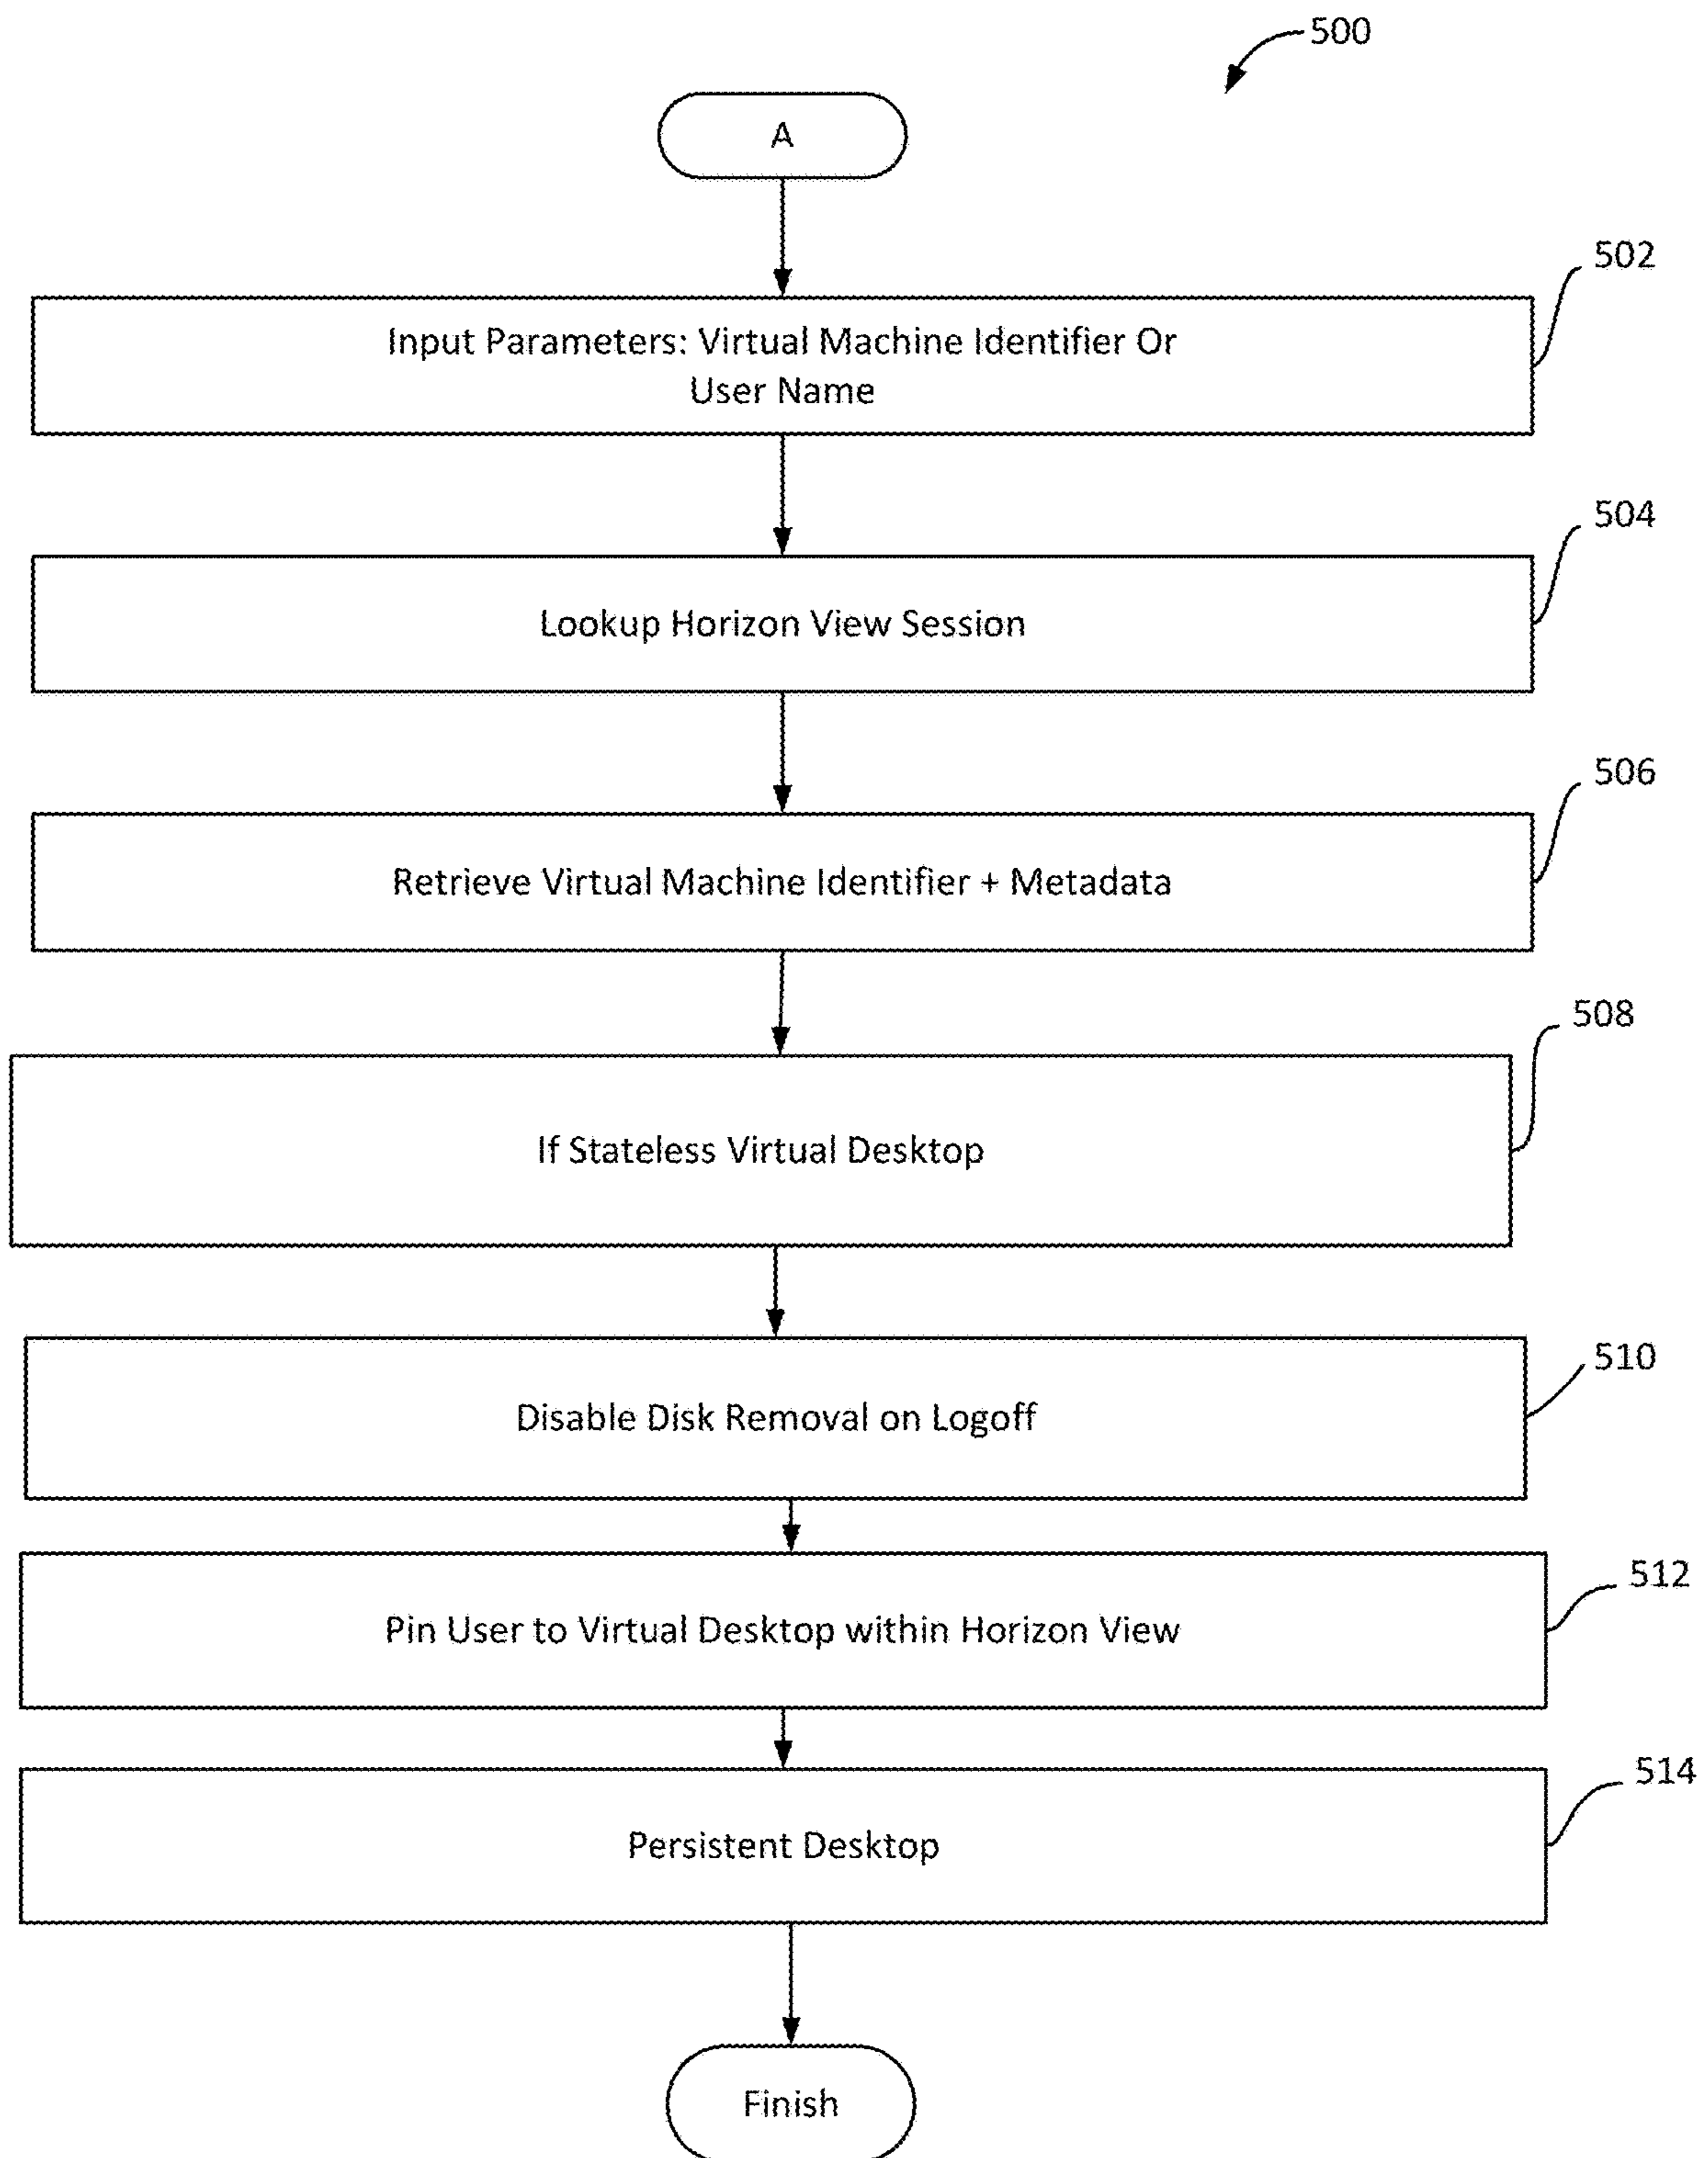 500
A
502
Input Parameters: Virtual Machine Identifier Or
User Name
504
Lookup Horizon View Session
506
Retrieve Virtual Machine Identifier + Metadata
508
If Stateless Virtual Desktop
510
Disable Disk Removal on Logoff
512
Pin User to Virtual Desktop within Horizon View
514
Persistent Desktop
Finish